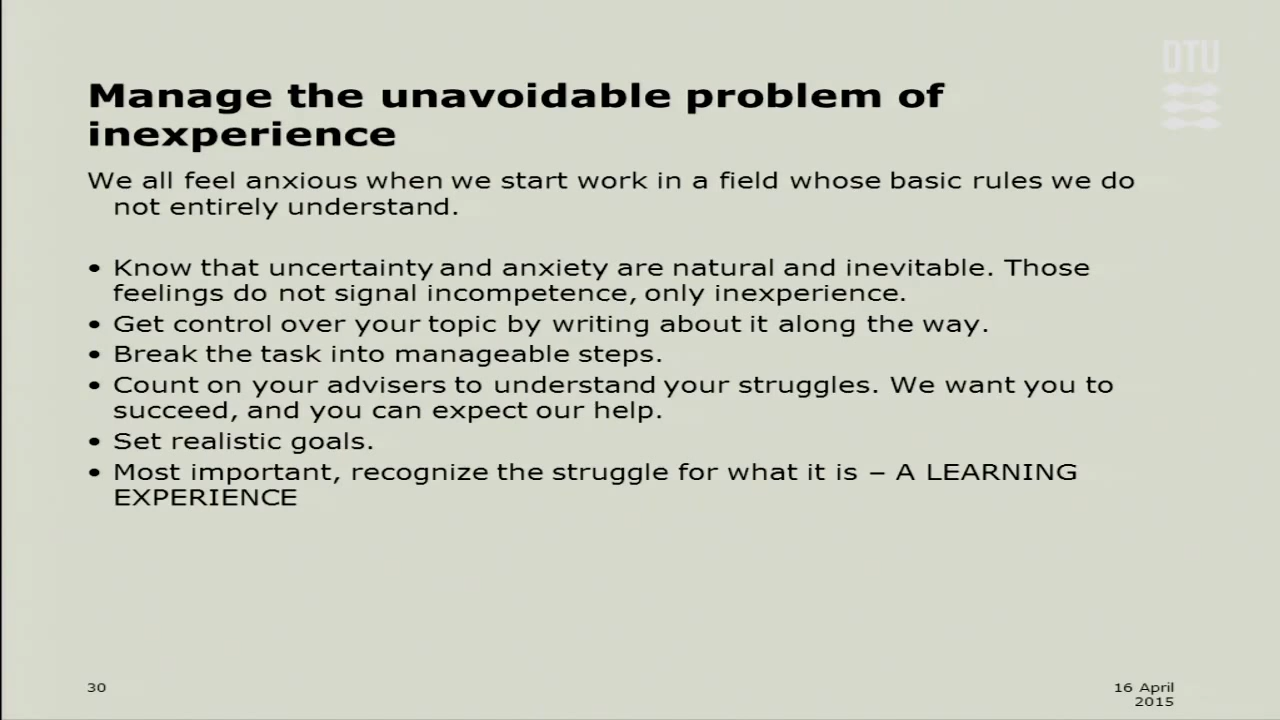 DTU
Manage the unavoidable problem of
inexperience
We all feel anxious when we start work in a field whose basic rules we do
not entirely understand.
• Know that uncertainty and anxiety are natural and inevitable. Those
feelings do not signal incompetence, only inexperience.
• Get control over your topic by writing about it along the way.
• Break the task into manageable steps.
• Count on your advisers to understand your struggles. We want you to
succeed, and you can expect our help.
• Set realistic goals.
• Most important, recognize the struggle for what it is – A LEARNING
EXPERIENCE
30
16 April
2015